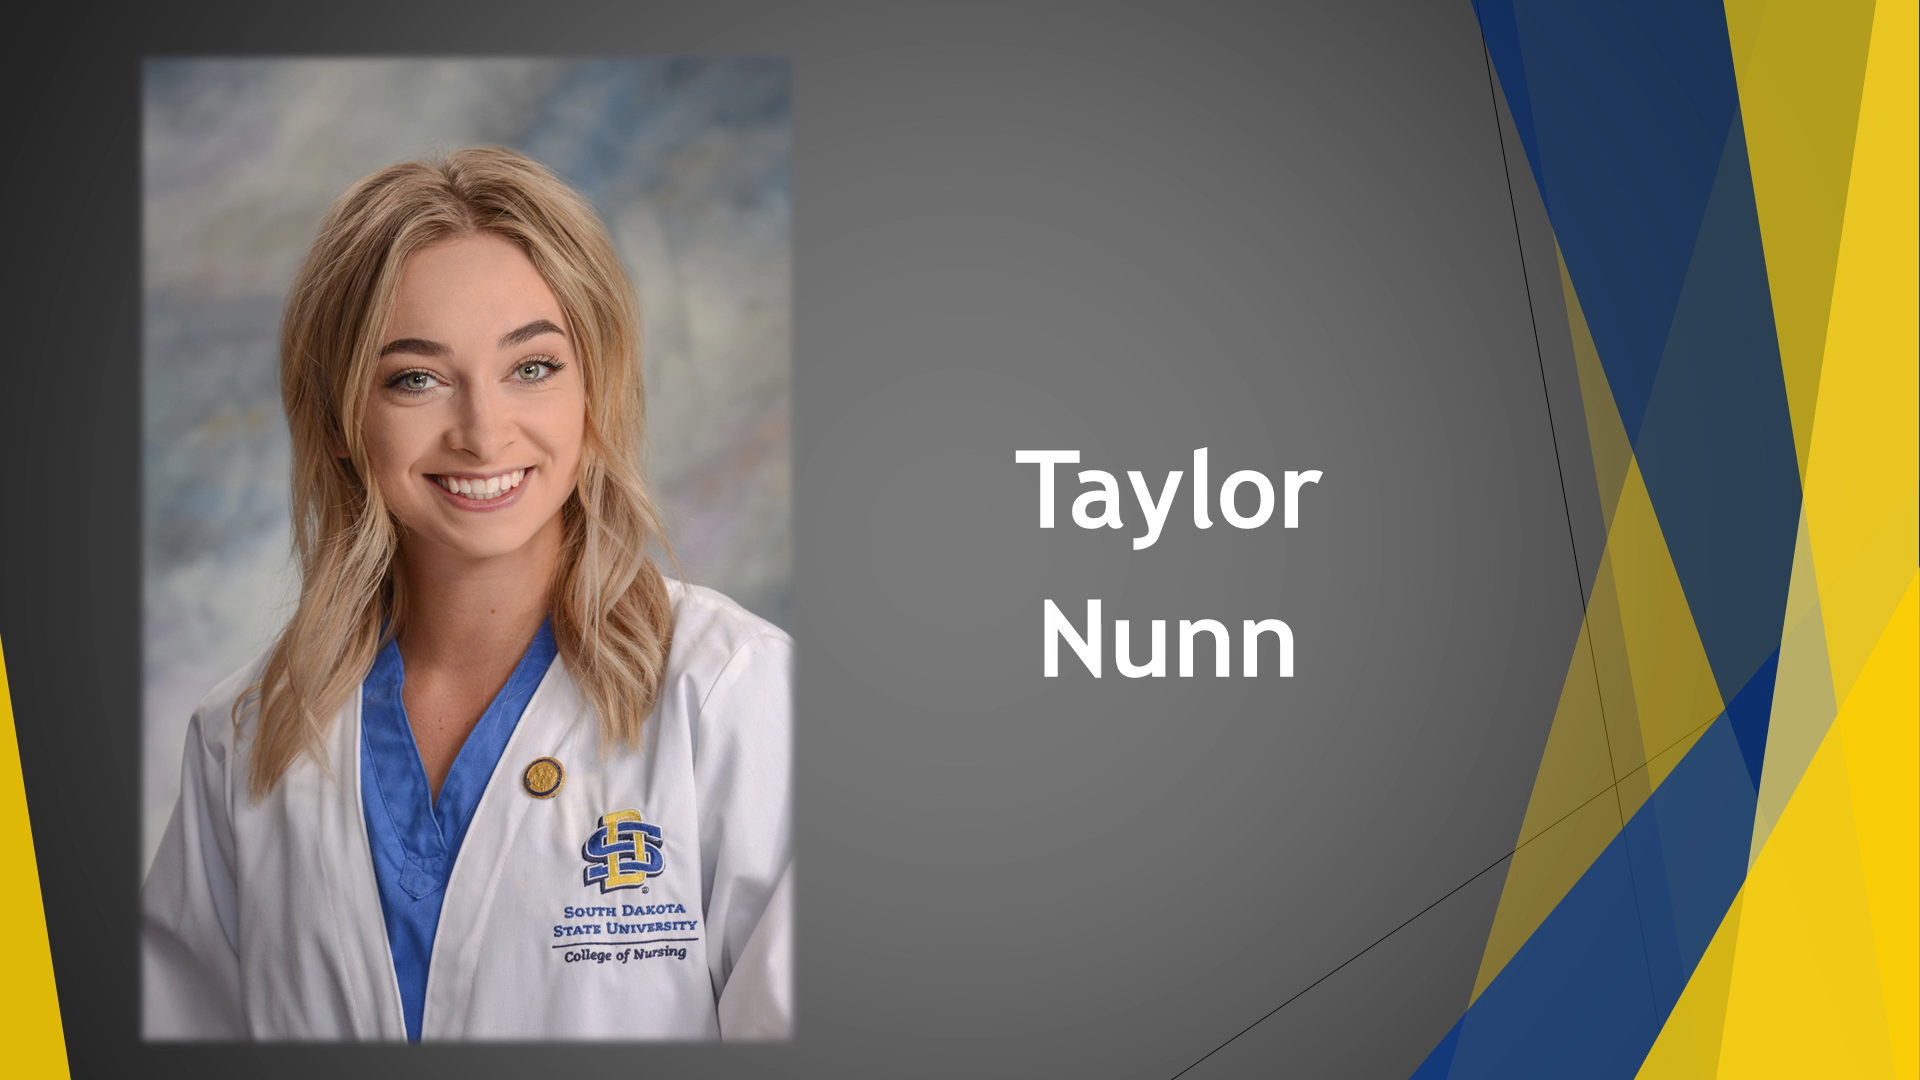 Taylor
Nunn
SOUTH DAKOTA
STATE UNIVERSITY
College of Nursing